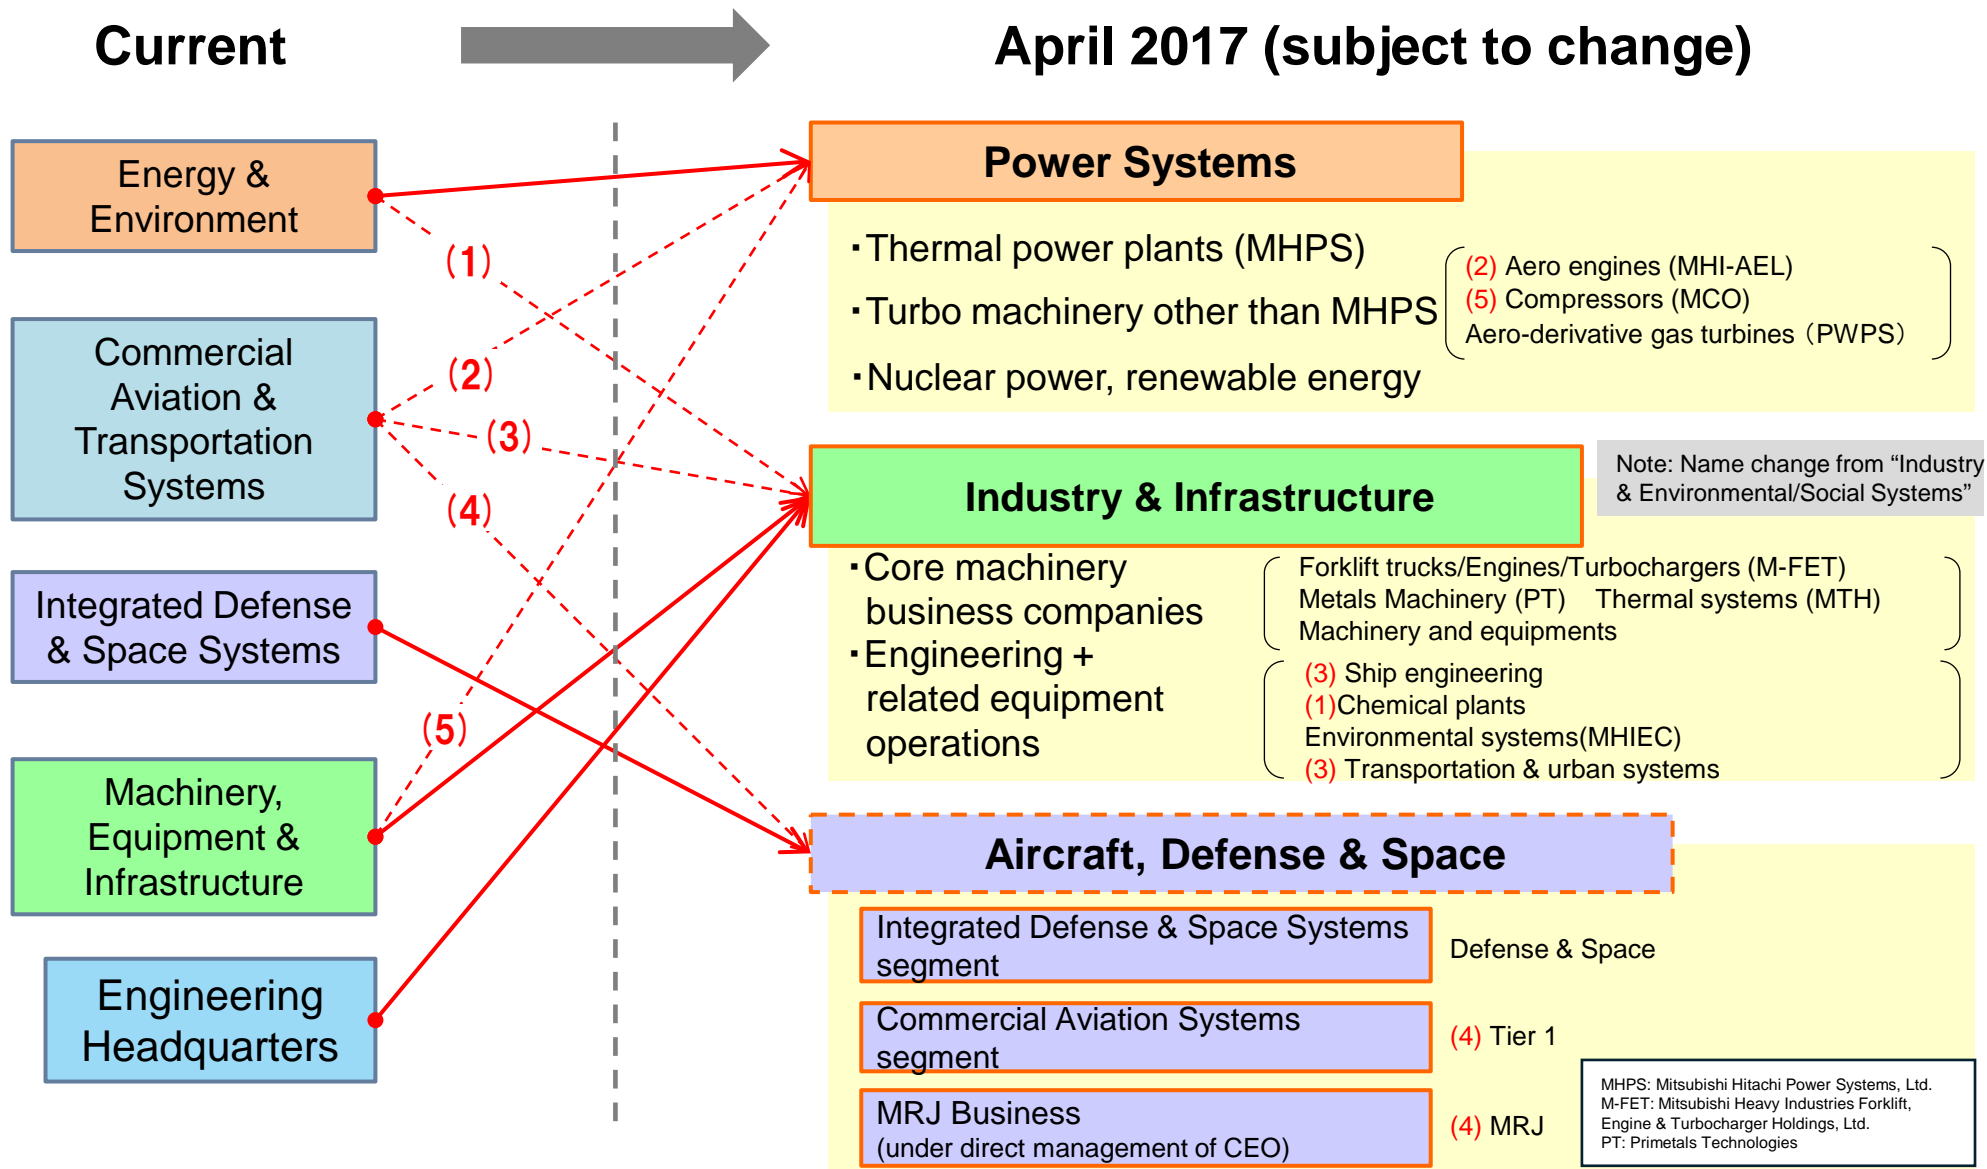 Current
April 2017 (subject to change)
Energy &
Environment
Commercial
Aviation &
Transportation
Systems
Integrated Defense
& Space Systems
Machinery,
Equipment &
Infrastructure
Engineering
Headquarters
(1)
(2)
(3)
(4)
(5)
Power Systems
・Thermal power plants (MHPS)
・Turbo machinery other than MHPS
・Nuclear power, renewable energy
(2) Aero engines (MHI-AEL)
(5) Compressors (MCO)
Aero-derivative gas turbines（PWPS）
Industry & Infrastructure
Note: Name change from “Industry
& Environmental/Social Systems”
・Core machinery
business companies
・Engineering +
related equipment
operations
Forklift trucks/Engines/Turbochargers (M-FET)
Metals Machinery (PT) Thermal systems (MTH)
Machinery and equipments
(3) Ship engineering
(1)Chemical plants
Environmental systems(MHIEC)
(3) Transportation & urban systems
Aircraft, Defense & Space
Integrated Defense & Space Systems
segment
Defense & Space
Commercial Aviation Systems
segment
(4) Tier 1
MRJ Business
(under direct management of CEO)
(4) MRJ
MHPS: Mitsubishi Hitachi Power Systems, Ltd.
M-FET: Mitsubishi Heavy Industries Forklift,
Engine & Turbocharger Holdings, Ltd.
PT: Primetals Technologies